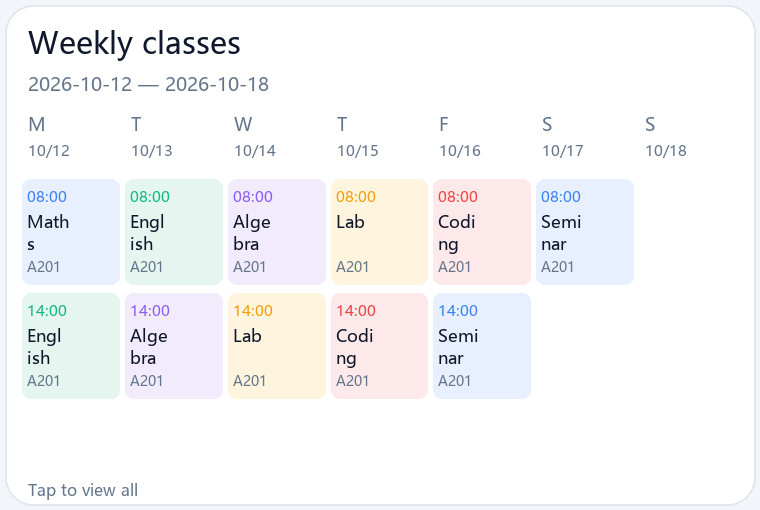 Weekly classes
2026-10-12 — 2026-10-18
M T W T F S S
10/12 10/13 10/14 10/15 10/16 10/17 10/18
08:00 08:00 08:00 08:00 08:00 08:00
Math Engl Alge Lab Codi Semi
s ish bra ng nar
A201 A201 A201 A201 A201 A201
14:00 14:00 14:00 14:00 14:00
Engl Alge Lab Codi Semi
ish bra ng nar
A201 A201 A201 A201 A201
Tap to view all